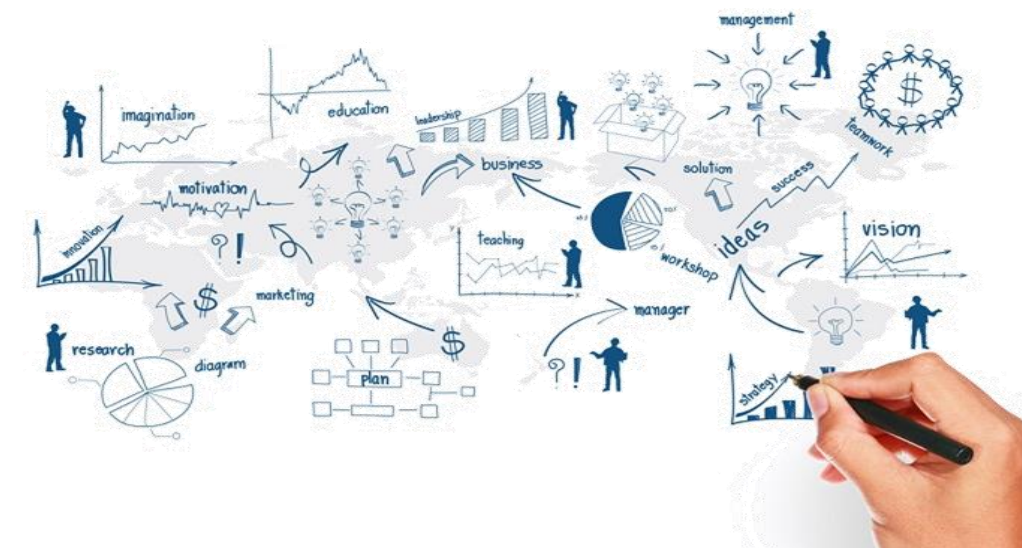 management
imagination
education
leadership
teamwork
business
solution
success
motivation
innovation
?!
teaching
y
x
workshop
ideas
vision
$
$
marketing
manager
research
diagram
plan
$
?!
strategy